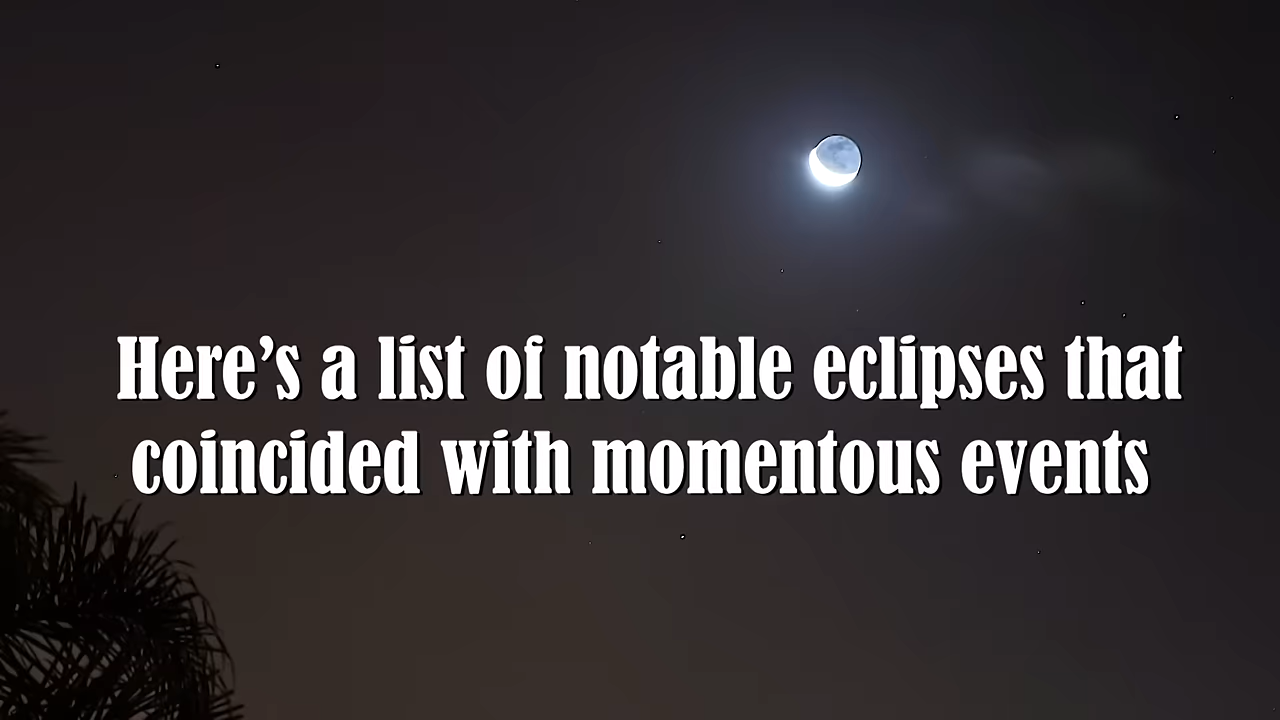 Here’s a list of notable eclipses that
coincided with momentous events